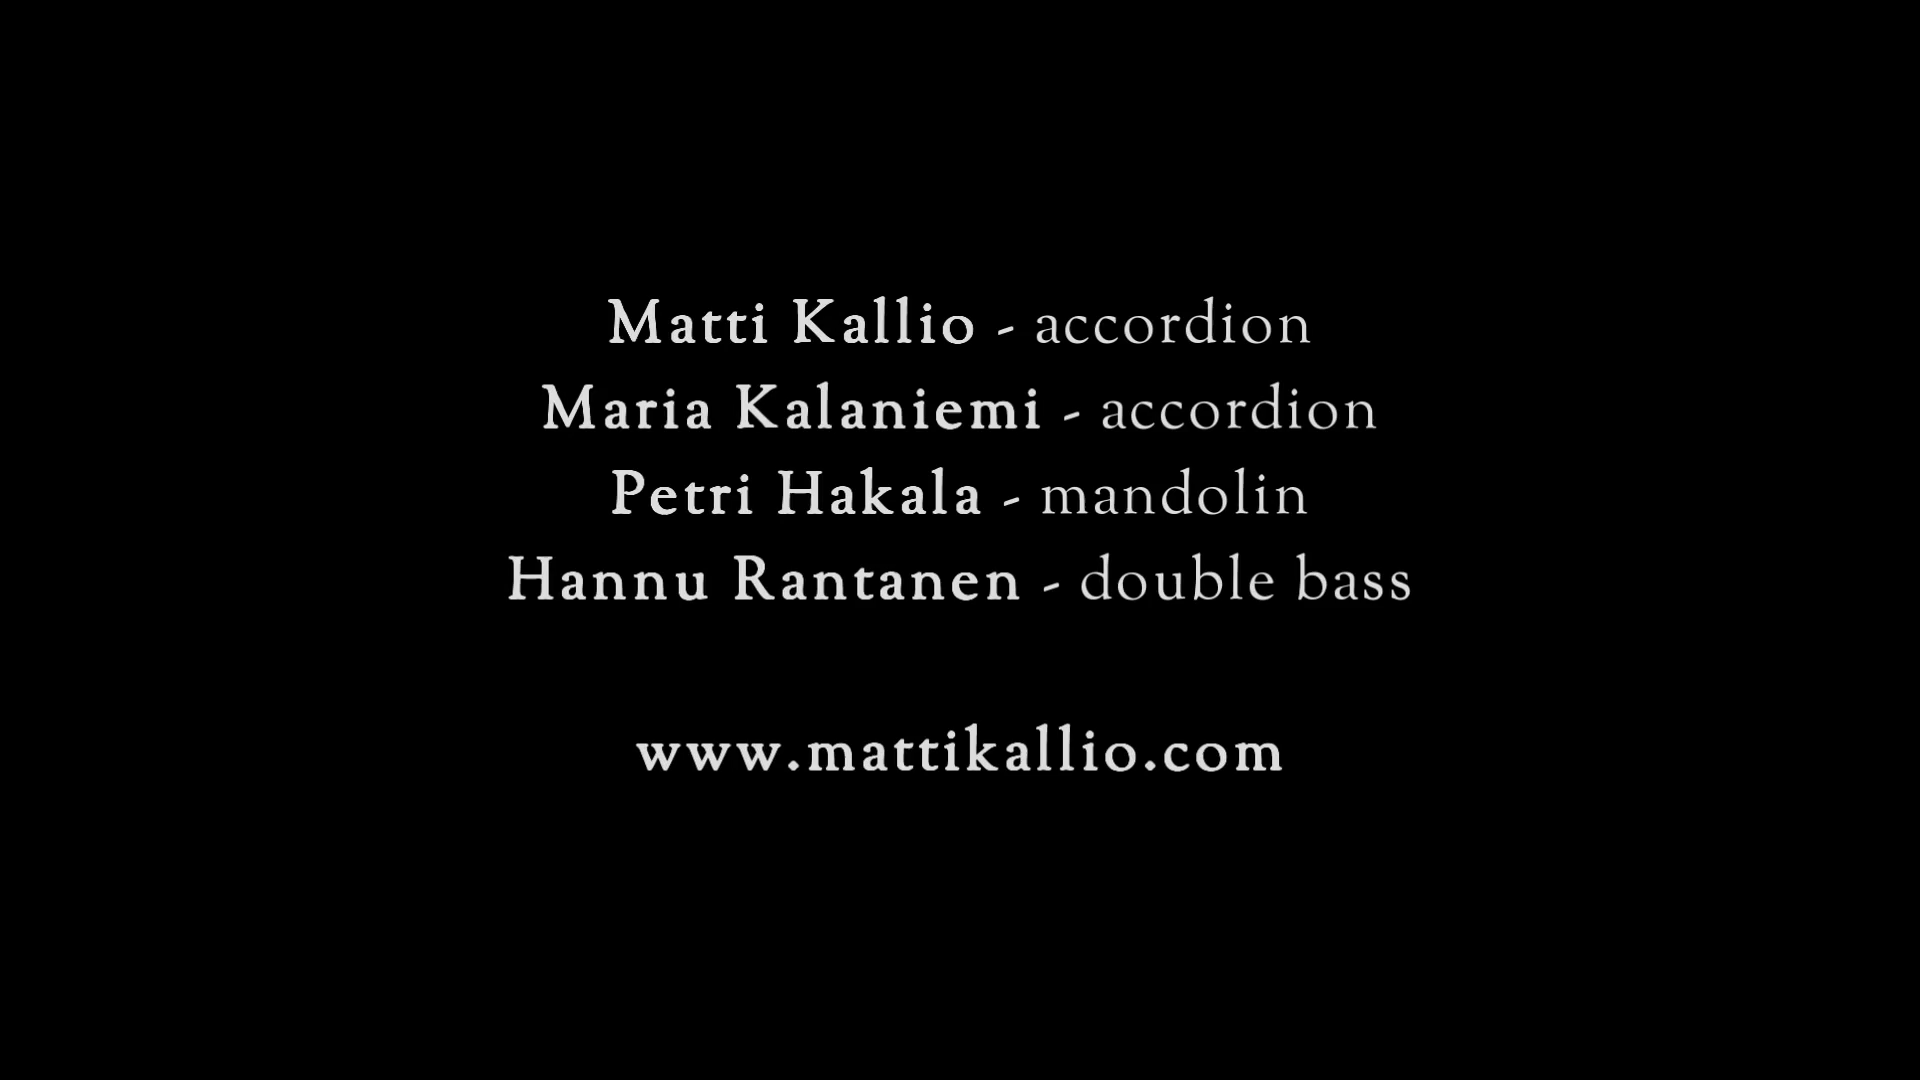 Matti Kallio - accordion
Maria Kalaniemi - accordion
Petri Hakala - mandolin
Hannu Rantanen - double bass
www.mattikallio.com